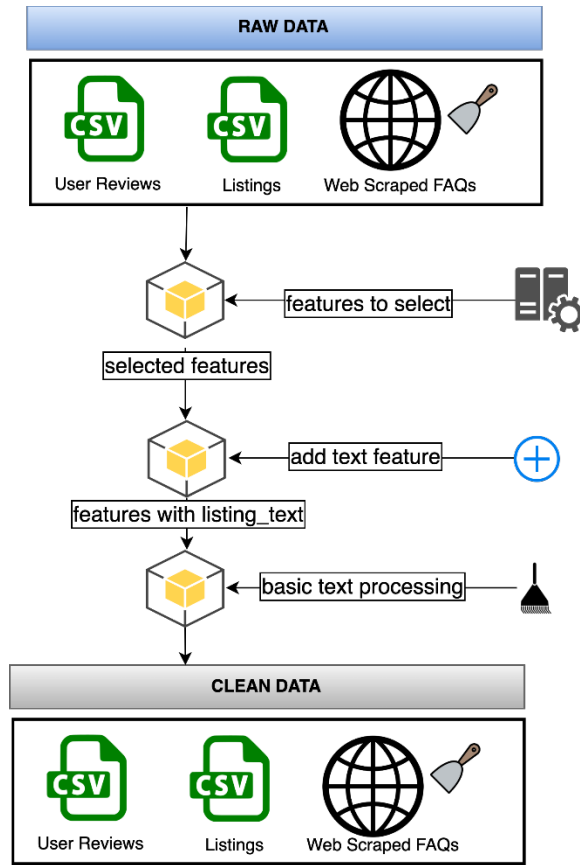 RAW DATA
CSV CSV
User Reviews Listings Web Scraped FAQs
features to select
selected features
add text feature
features with listing_text
basic text processing
CLEAN DATA
CSV CSV
User Reviews Listings Web Scraped FAQs